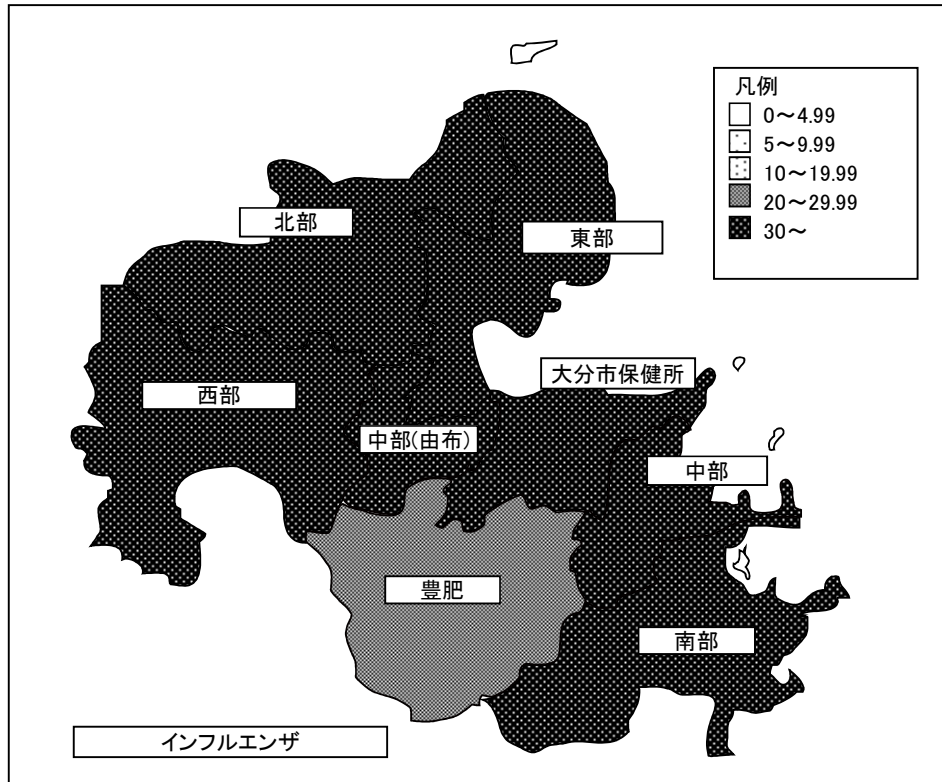 凡例
0～4.99
5～9.99
10～19.99
20～29.99
30～
北部
東部
大分市保健所
西部
中部(由布)
中部
豊肥
南部
インフルエンザ